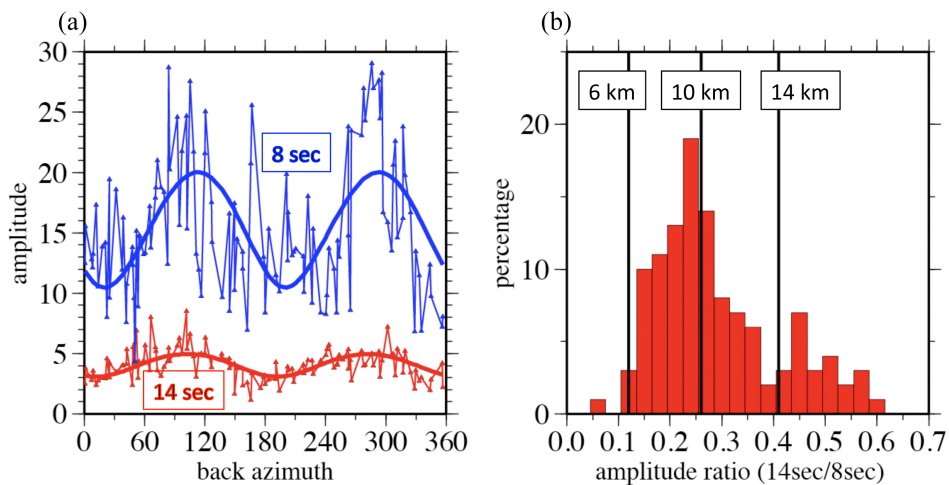 (a)
(b)
30
25
20
15
10
5
0
amplitude
8 sec
14 sec
0 60 120 180 240 300 360
back azimuth
6 km
10 km
14 km
20
10
0
percentage
0.0 0.1 0.2 0.3 0.4 0.5 0.6 0.7
amplitude ratio (14sec/8sec)